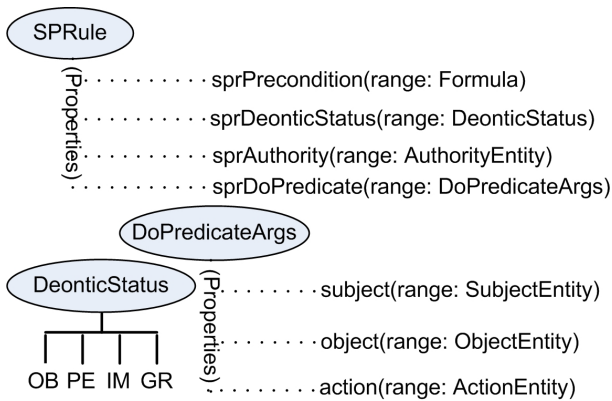 SPRule
(Properties)
sprPrecondition(range: Formula)
sprDeonticStatus(range: DeonticStatus)
sprAuthority(range: AuthorityEntity)
sprDoPredicate(range: DoPredicateArgs)
DoPredicateArgs
DeonticStatus
(Properties)
subject(range: SubjectEntity)
object(range: ObjectEntity)
action(range: ActionEntity)
OB PE IM GR